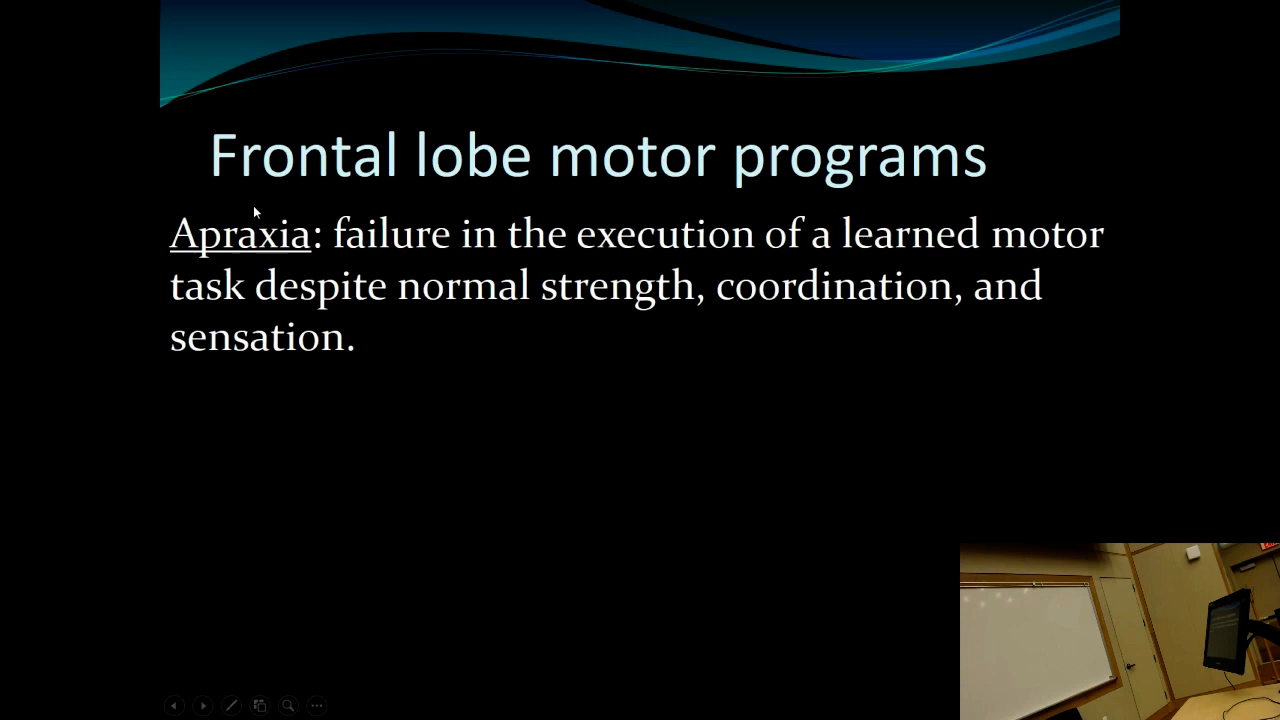 Frontal lobe motor programs
Apraxia: failure in the execution of a learned motor
task despite normal strength, coordination, and
sensation.